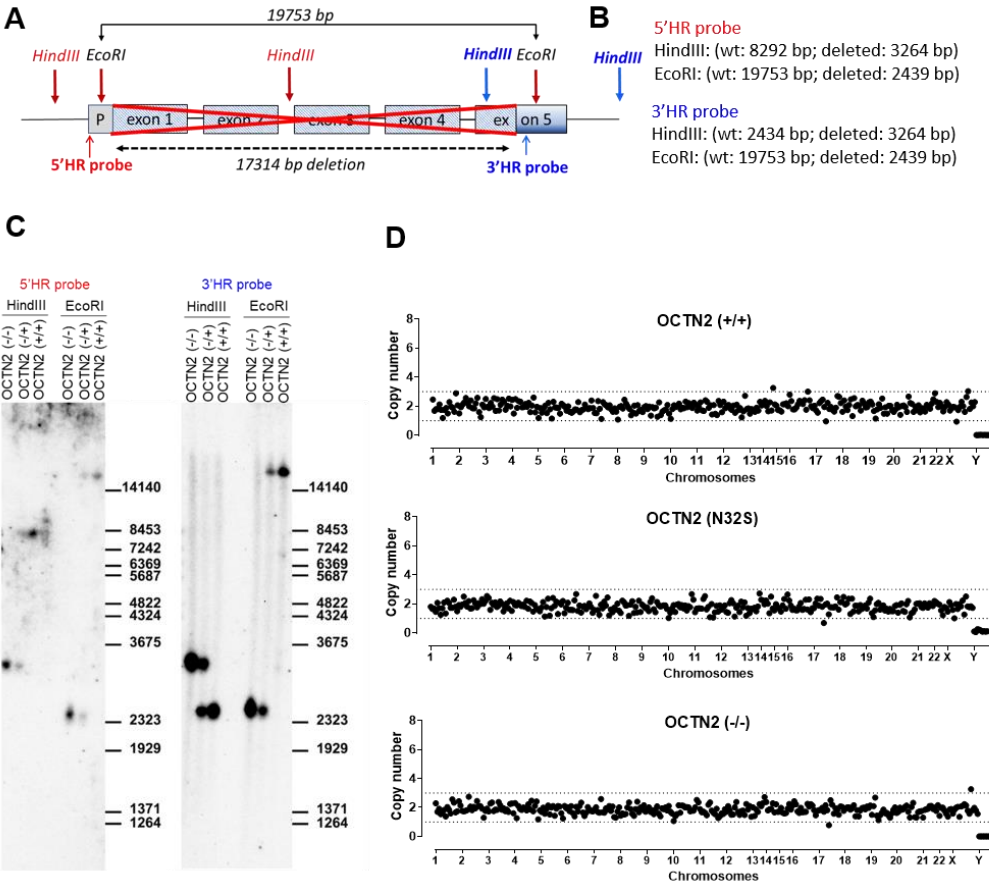 A
19753 bp
HindIII EcoRI HindIII HindIII EcoRI HindIII
P exon 1 exon 2 exon 3 exon 4 ex on 5
5'HR probe 17314 bp deletion 3'HR probe
B
5'HR probe
HindIII: (wt: 8292 bp; deleted: 3264 bp)
EcoRI: (wt: 19753 bp; deleted: 2439 bp)
3'HR probe
HindIII: (wt: 2434 bp; deleted: 3264 bp)
EcoRI: (wt: 19753 bp; deleted: 2439 bp)
C
5'HR probe
HindIII EcoRI
OCTN2 (-/-)
OCTN2 (-/+)
OCTN2 (+/+)
OCTN2 (-/-)
OCTN2 (-/+)
OCTN2 (+/+)
14140
8453
7242
6369
5687
4822
4324
3675
2323
1929
1371
1264
3'HR probe
HindIII EcoRI
OCTN2 (-/-)
OCTN2 (-/+)
OCTN2 (+/+)
OCTN2 (-/-)
OCTN2 (-/+)
OCTN2 (+/+)
14140
8453
7242
6369
5687
4822
4324
3675
2323
1929
1371
1264
D
OCTN2 (+/+)
Copy number
8
6
4
2
0
1 2 3 4 5 6 7 8 9 10 11 12 13 14 15 16 17 18 19 20 21 22 X Y
Chromosomes
OCTN2 (N32S)
Copy number
8
6
4
2
0
1 2 3 4 5 6 7 8 9 10 11 12 13 14 15 16 17 18 19 20 21 22 X Y
Chromosomes
OCTN2 (-/-)
Copy number
8
6
4
2
0
1 2 3 4 5 6 7 8 9 10 11 12 13 14 15 16 17 18 19 20 21 22 X Y
Chromosomes